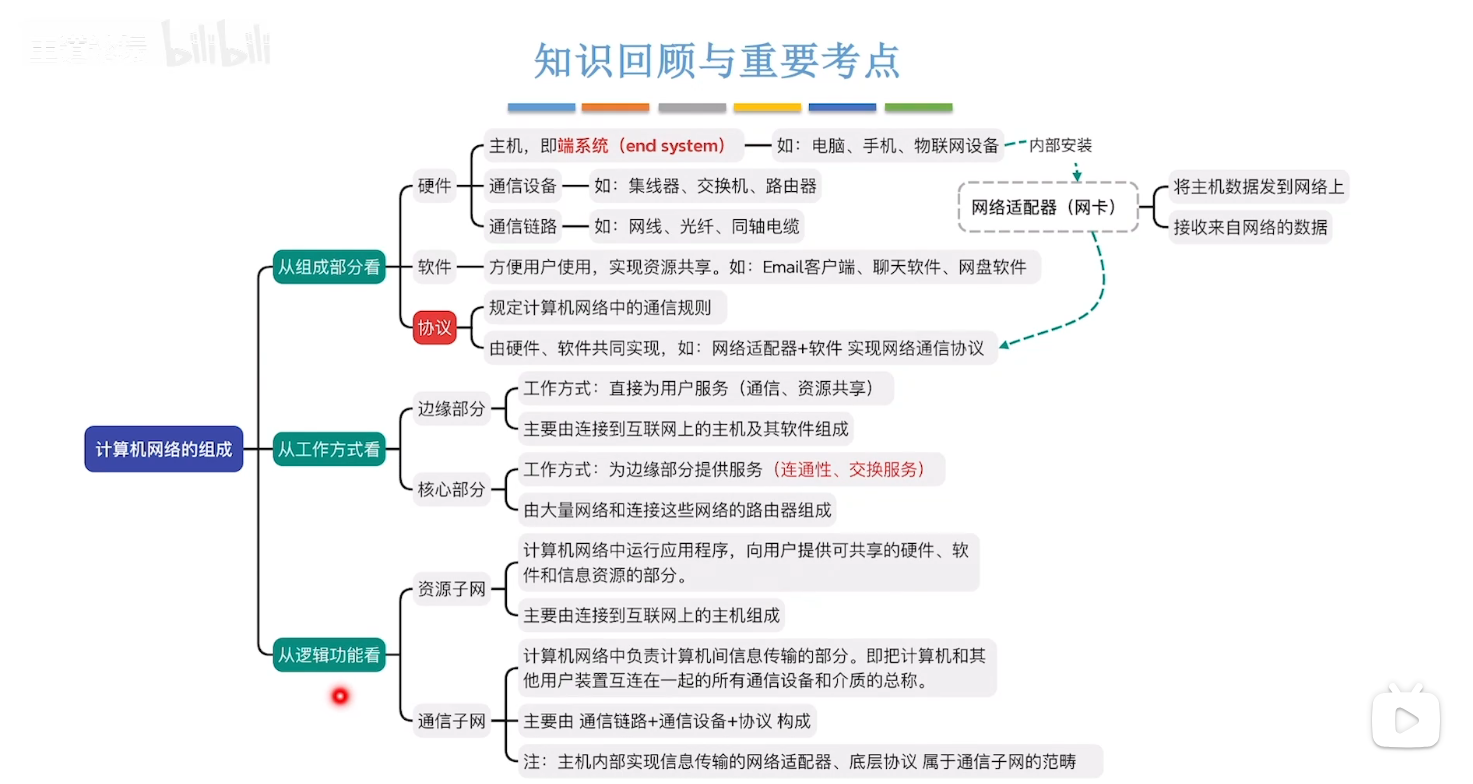 bilibili
知识回顾与重要考点
主机，即端系统（end system）
如：电脑、手机、物联网设备
内部安装
硬件
通信设备
如：集线器、交换机、路由器
网络适配器（网卡）
将主机数据发到网络上
接收来自网络的数据
通信链路
如：网线、光纤、同轴电缆
从组成部分看
软件
方便用户使用，实现资源共享。如：Email客户端、聊天软件、网盘软件
协议
规定计算机网络中的通信规则
由硬件、软件共同实现，如：网络适配器+软件 实现网络通信协议
计算机网络的组成
从工作方式看
边缘部分
工作方式：直接为用户服务（通信、资源共享）
主要由连接到互联网上的主机及其软件组成
核心部分
工作方式：为边缘部分提供服务（连通性、交换服务）
由大量网络和连接这些网络的路由器组成
从逻辑功能看
资源子网
计算机网络中运行应用程序，向用户提供可共享的硬件、软
件和信息资源的部分。
主要由连接到互联网上的主机组成
通信子网
计算机网络中负责计算机间信息传输的部分。即把计算机和其
他用户装置互连在一起的所有通信设备和介质的总称。
主要由 通信链路+通信设备+协议 构成
注：主机内部实现信息传输的网络适配器、底层协议 属于通信子网的范畴